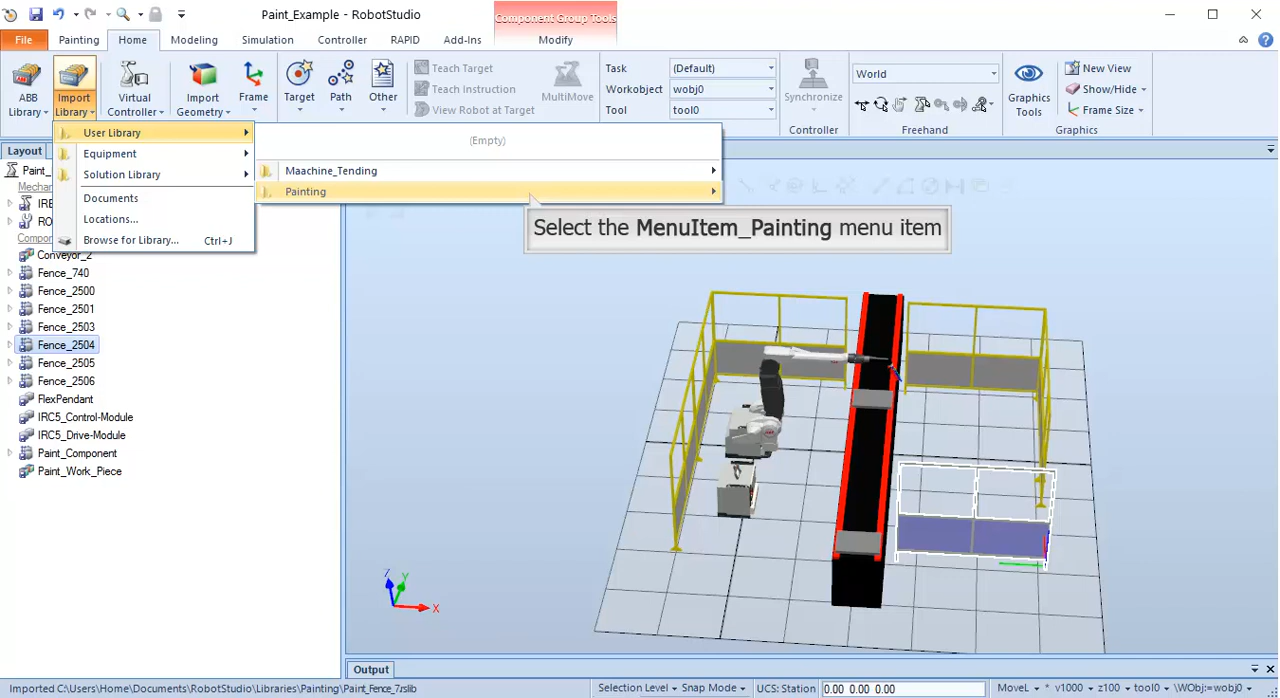 Paint_Example - RobotStudio
Component Group Tools
File Painting Home Modeling Simulation Controller RAPID Add-Ins Modify
ABB Library
Import Library
Virtual Controller
Import Geometry
Frame
Target
Path
Other
Teach Target
Teach Instruction
View Robot at Target
MultiMove
Task (Default)
Workobject wobj0
Tool tool0
Synchronize
Controller
World
Freehand
Graphics Tools
New View
Show/Hide
Frame Size
Graphics
Layout
Paint_
Mecha
IRE
RO
Compo
User Library
Equipment
Solution Library
Documents
Locations...
Browse for Library... Ctrl+J
(Empty)
Maachine_Tending
Painting
Select the MenuItem_Painting menu item
Conveyor_2
Fence_740
Fence_2500
Fence_2501
Fence_2503
Fence_2504
Fence_2505
Fence_2506
FlexPendant
IRC5_Control-Module
IRC5_Drive-Module
Paint_Component
Paint_Work_Piece
Z Y X
Output
Imported C:\Users\Home\Documents\RobotStudio\Libraries\Painting\Paint_Fence_7.rslib
Selection Level Snap Mode UCS: Station 0.00 0.00 0.00 MoveL * v1000 z100 tool0 \WObj:=wobj0